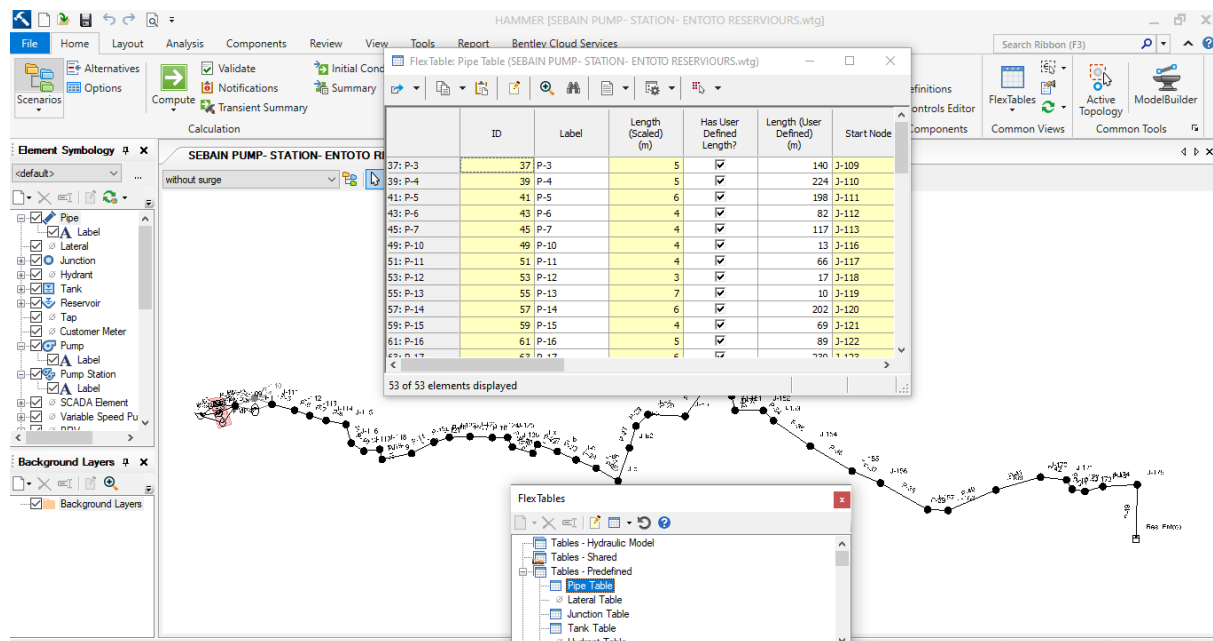 HAMMER [SEBAIN PUMP- STATION- ENTOTO RESERVIOURS.wtg]
File Home Layout Analysis Components Review View Tools Report Bentley Cloud Services
Search Ribbon (F3)
Scenarios
Alternatives
Options
Compute
Validate
Notifications
Transient Summary
Initial Cond
Summary
Calculation
efinitions
ontrols Editor
Components
FlexTables
Common Views
Active Topology
ModelBuilder
Common Tools
Element Symbology
<default>
...
Pipe
Label
Lateral
Junction
Hydrant
Tank
Reservoir
Tap
Customer Meter
Pump
Label
Pump Station
Label
SCADA Element
Variable Speed Pu
Background Layers
Background Layers
SEBAIN PUMP- STATION- ENTOTO RE
without surge
FlexTable: Pipe Table (SEBAIN PUMP- STATION- ENTOTO RESERVIOURS.wtg)
ID Label Length (Scaled) (m) Has User Defined Length? Length (User Defined) (m) Start Node
37: P-3 37 P-3 5 140 J-109
39: P-4 39 P-4 5 224 J-110
41: P-5 41 P-5 6 198 J-111
43: P-6 43 P-6 4 82 J-112
45: P-7 45 P-7 4 117 J-113
49: P-10 49 P-10 4 13 J-116
51: P-11 51 P-11 4 66 J-117
53: P-12 53 P-12 3 17 J-118
55: P-13 55 P-13 7 10 J-119
57: P-14 57 P-14 6 202 J-120
59: P-15 59 P-15 4 69 J-121
61: P-16 61 P-16 5 89 J-122
53 of 53 elements displayed
J-152
J-154
J-156
J-175
FlexTables
Tables - Hydraulic Model
Tables - Shared
Tables - Predefined
Pipe Table
Lateral Table
Junction Table
Tank Table